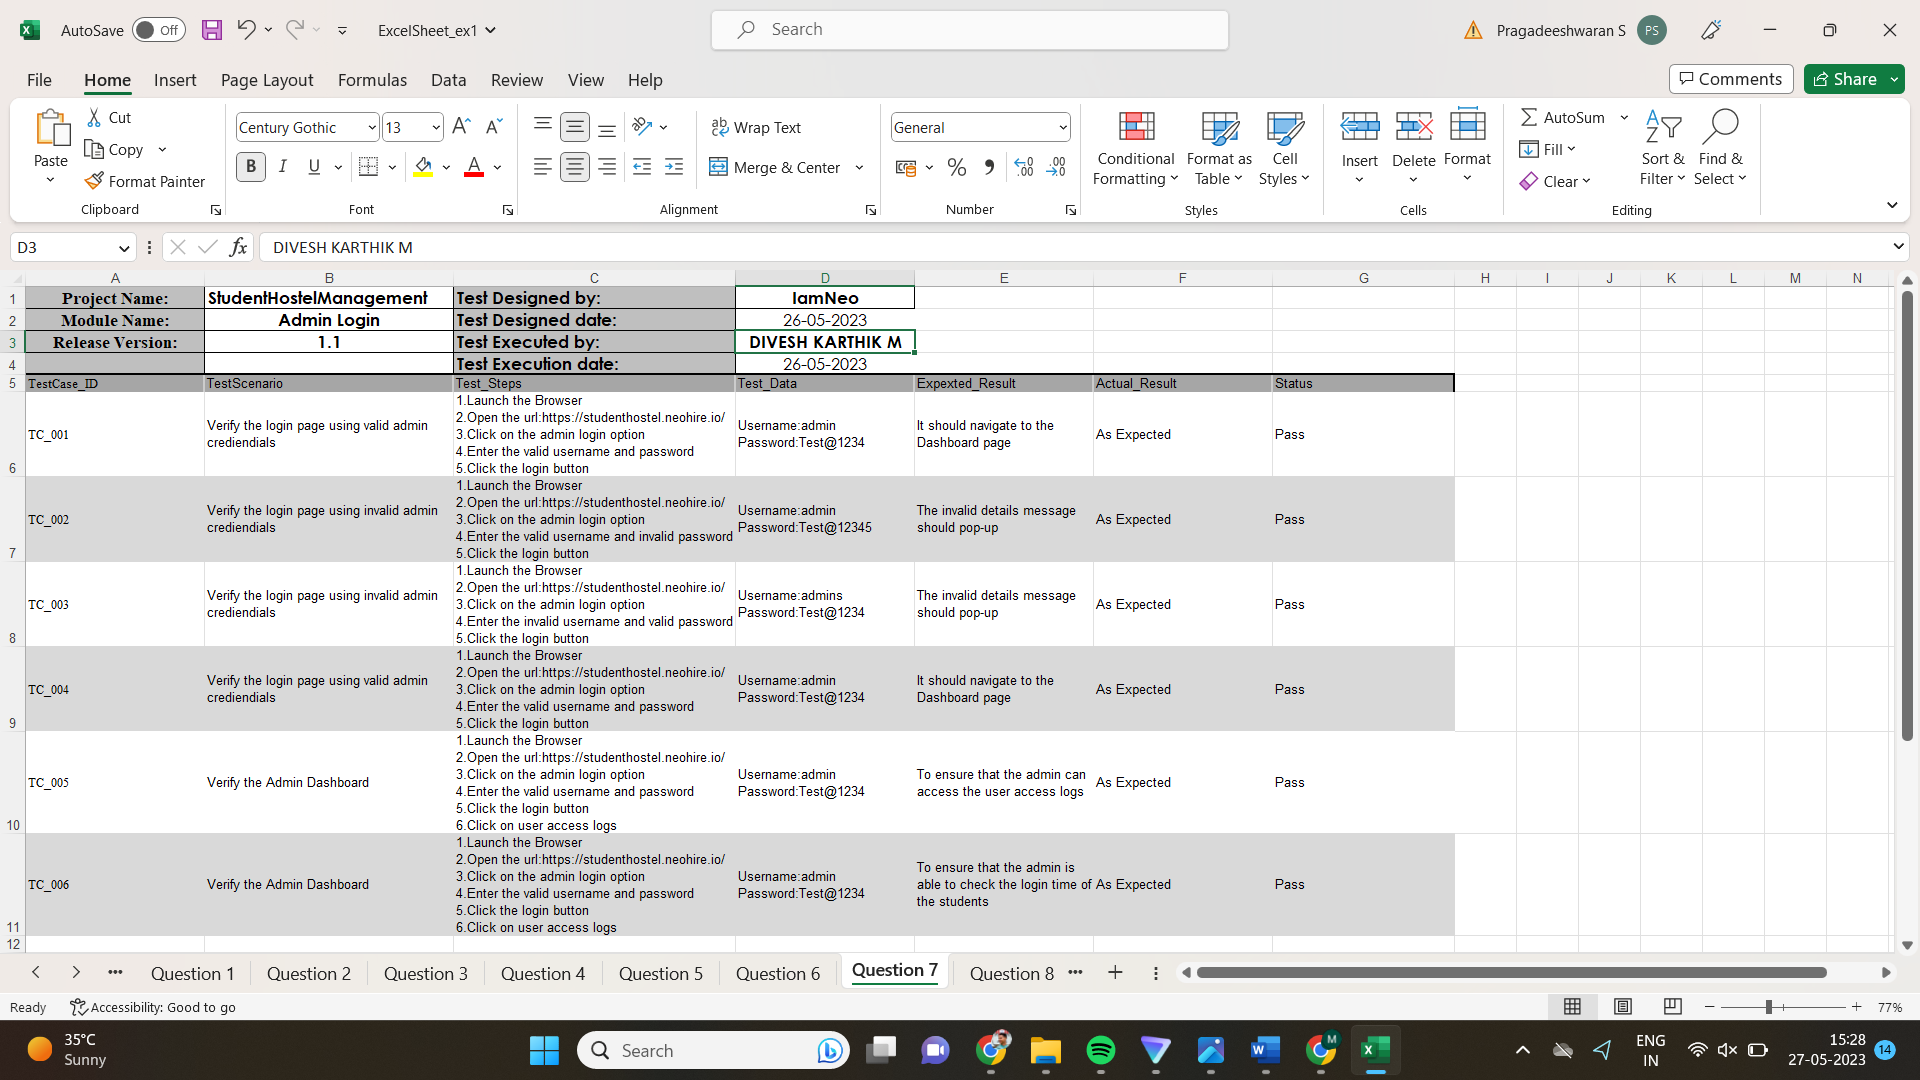 AutoSave Off ExcelSheet_ex1 Search Pragadeeshwaran S PS
File Home Insert Page Layout Formulas Data Review View Help Comments Share
Paste Cut Copy Format Painter Clipboard
Century Gothic 13 B I U A Font
Wrap Text Merge & Center Alignment
General % Number
Conditional Formatting Format as Table Cell Styles Styles
Insert Delete Format Cells
AutoSum Fill Clear Sort & Filter Find & Select Editing
D3 fx DIVESH KARTHIK M
A B C D E F G H I J K L M N
1 Project Name: StudentHostelManagement Test Designed by: IamNeo
2 Module Name: Admin Login Test Designed date: 26-05-2023
3 Release Version: 1.1 Test Executed by: DIVESH KARTHIK M
4 Test Execution date: 26-05-2023
5 TestCase_ID TestScenario Test_Steps Test_Data Expexted_Result Actual_Result Status
6 TC_001
Verify the login page using valid admin
crediendials
1.Launch the Browser
2.Open the url:https://studenthostel.neohire.io/
3.Click on the admin login option
4.Enter the valid username and password
5.Click the login button
Username:admin
Password:Test@1234
It should navigate to the
Dashboard page
As Expected
Pass
7 TC_002
Verify the login page using invalid admin
crediendials
1.Launch the Browser
2.Open the url:https://studenthostel.neohire.io/
3.Click on the admin login option
4.Enter the valid username and invalid password
5.Click the login button
Username:admin
Password:Test@12345
The invalid details message
should pop-up
As Expected
Pass
8 TC_003
Verify the login page using invalid admin
crediendials
1.Launch the Browser
2.Open the url:https://studenthostel.neohire.io/
3.Click on the admin login option
4.Enter the invalid username and valid password
5.Click the login button
Username:admins
Password:Test@1234
The invalid details message
should pop-up
As Expected
Pass
9 TC_004
Verify the login page using valid admin
crediendials
1.Launch the Browser
2.Open the url:https://studenthostel.neohire.io/
3.Click on the admin login option
4.Enter the valid username and password
5.Click the login button
Username:admin
Password:Test@1234
It should navigate to the
Dashboard page
As Expected
Pass
10 TC_005
Verify the Admin Dashboard
1.Launch the Browser
2.Open the url:https://studenthostel.neohire.io/
3.Click on the admin login option
4.Enter the valid username and password
5.Click the login button
6.Click on user access logs
Username:admin
Password:Test@1234
To ensure that the admin can
access the user access logs
As Expected
Pass
11 TC_006
Verify the Admin Dashboard
1.Launch the Browser
2.Open the url:https://studenthostel.neohire.io/
3.Click on the admin login option
4.Enter the valid username and password
5.Click the login button
6.Click on user access logs
Username:admin
Password:Test@1234
To ensure that the admin is
able to check the login time of
the students
As Expected
Pass
12
Question 1 Question 2 Question 3 Question 4 Question 5 Question 6 Question 7 Question 8
Ready Accessibility: Good to go 77%
35°C
Sunny
Search
ENG
IN
15:28
27-05-2023
14